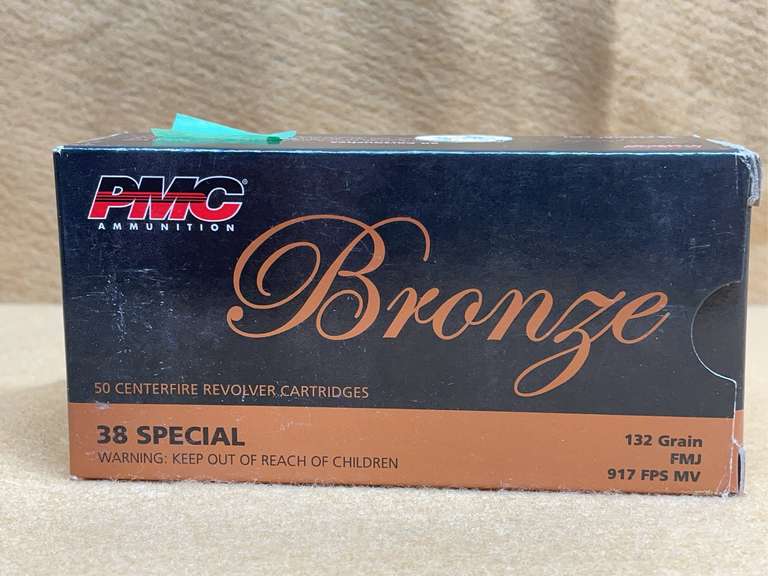 PMC®
AMMUNITION
Bronze
50 CENTERFIRE REVOLVER CARTRIDGES
38 SPECIAL
WARNING: KEEP OUT OF REACH OF CHILDREN
132 Grain
FMJ
917 FPS MV